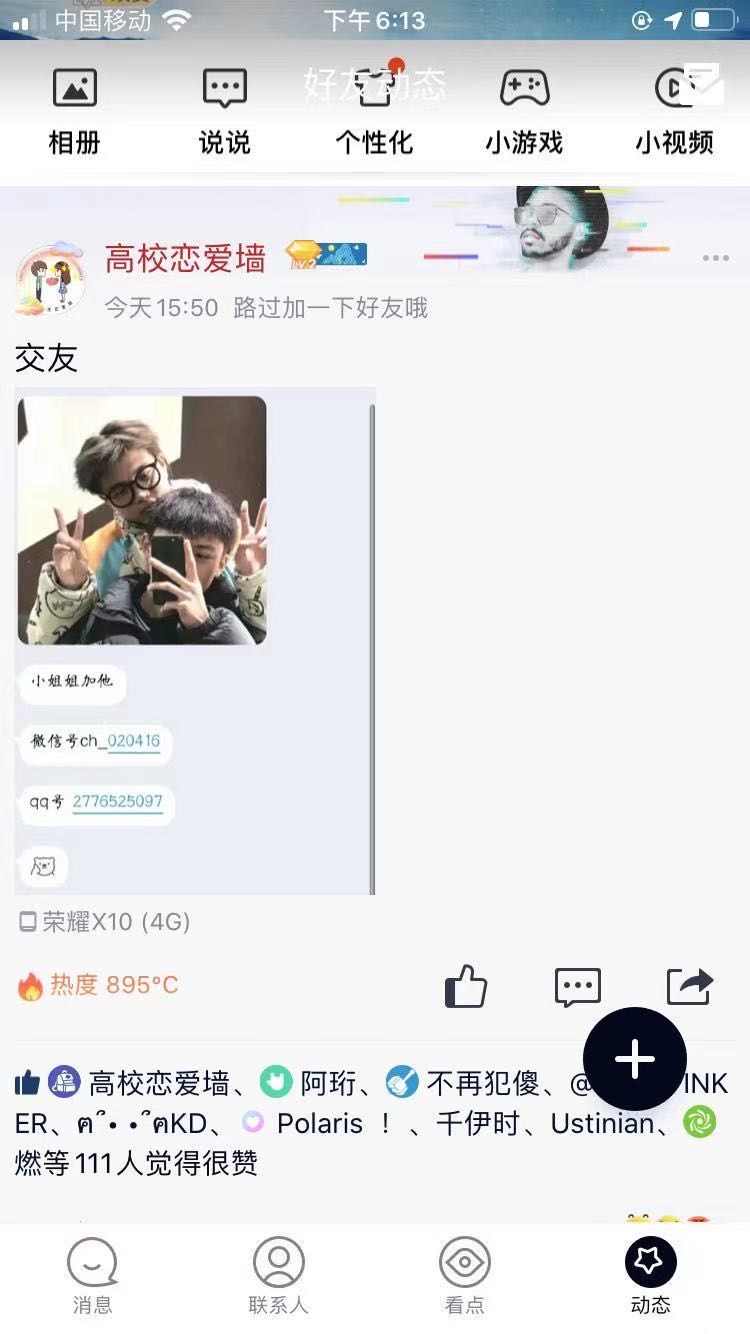 中国移动 下午6:13
好友动态
相册 说说 个性化 小游戏 小视频
高校恋爱墙 LV.2
今天15:50 路过加一下好友哦
交友
小姐姐加他
微信号ch_020416
qq号 2776525097
荣耀X10 (4G)
热度 895°C
高校恋爱墙、阿珩、不再犯傻、@ INK
ER、ฅ˝• •˝ฅKD、 Polaris ！、千伊时、Ustinian、
燃等111人觉得很赞
消息 联系人 看点 动态